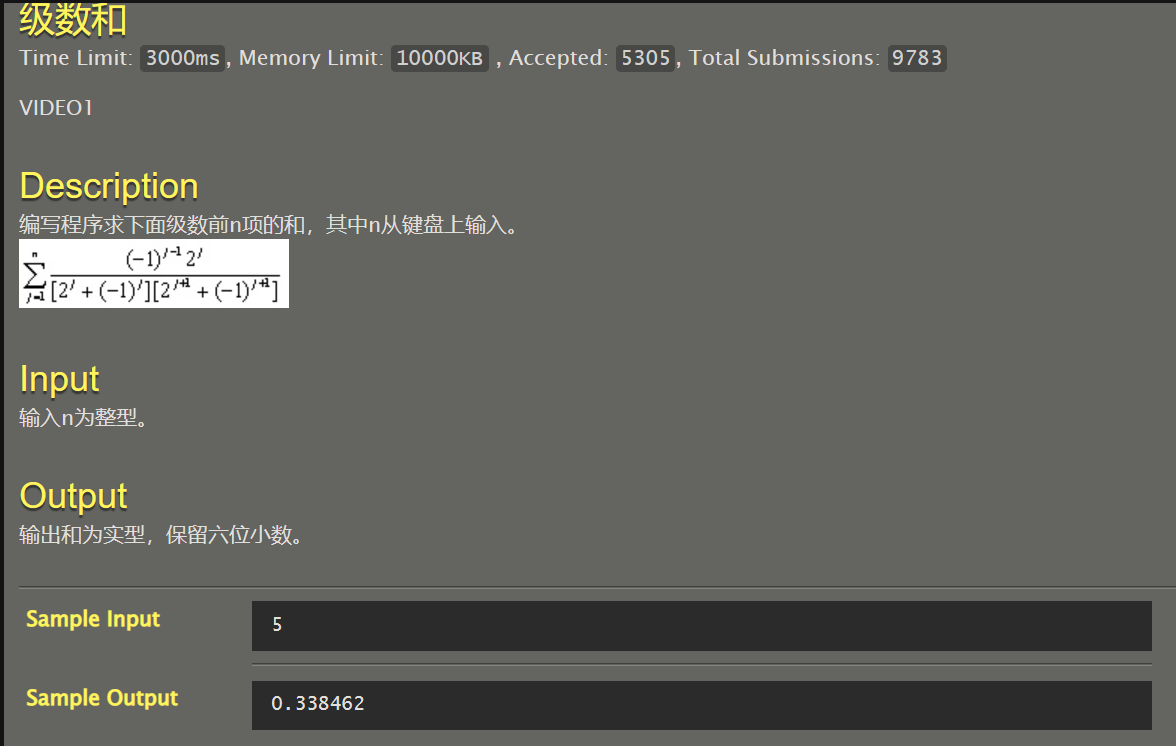 级数和
Time Limit: 3000ms, Memory Limit: 10000KB , Accepted: 5305, Total Submissions: 9783
VIDEO1
Description
编写程序求下面级数前n项的和，其中n从键盘上输入。
n
∑ (−1)^{j−1} 2^j / [2^j + (−1)^j][2^{j+1} + (−1)^{j+1}]
j=1
Input
输入n为整型。
Output
输出和为实型，保留六位小数。
Sample Input
5
Sample Output
0.338462